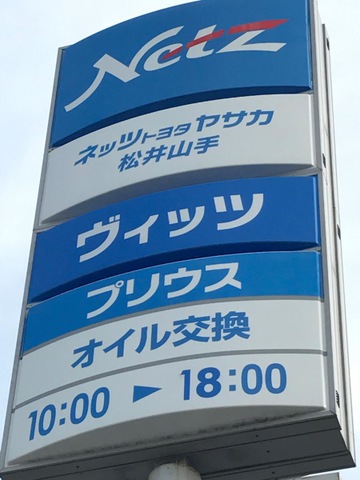 Netz
ネッツトヨタヤサカ
松井山手
ヴィッツ
プリウス
オイル交換
10:00 ► 18:00